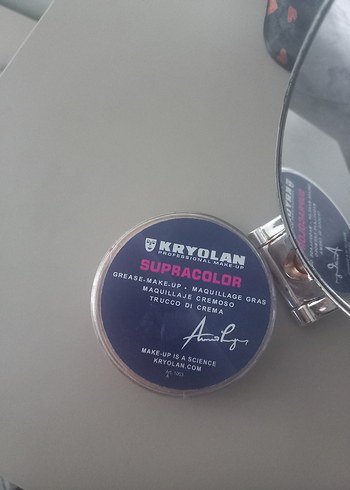 KRYOLAN
PROFESSIONAL MAKE-UP
SUPRACOLOR
GREASE-MAKE-UP - MAQUILLAGE GRAS
MAQUILLAJE CREMOSO
TRUCCO DI CREMA
MAKE-UP IS A SCIENCE
KRYOLAN.COM